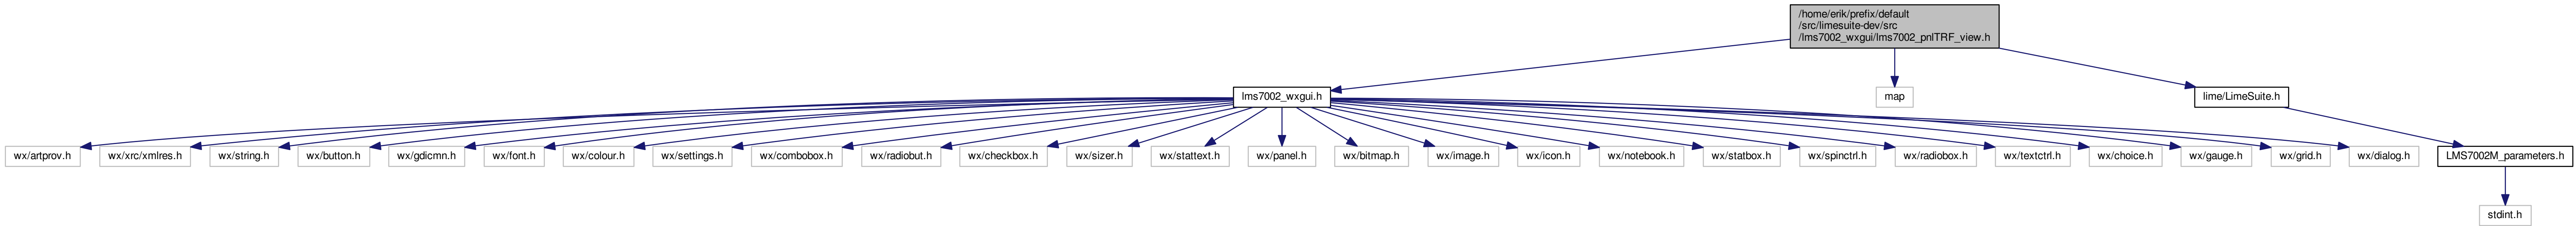 /home/erik/prefix/default
/src/limesuite-dev/src
/lms7002_wxgui/lms7002_pnlTRF_view.h
lms7002_wxgui.h
map
lime/LimeSuite.h
wx/artprov.h
wx/xrc/xmlres.h
wx/string.h
wx/button.h
wx/gdicmn.h
wx/font.h
wx/colour.h
wx/settings.h
wx/combobox.h
wx/radiobut.h
wx/checkbox.h
wx/sizer.h
wx/stattext.h
wx/panel.h
wx/bitmap.h
wx/image.h
wx/icon.h
wx/notebook.h
wx/statbox.h
wx/spinctrl.h
wx/radiobox.h
wx/textctrl.h
wx/choice.h
wx/gauge.h
wx/grid.h
wx/dialog.h
LMS7002M_parameters.h
stdint.h